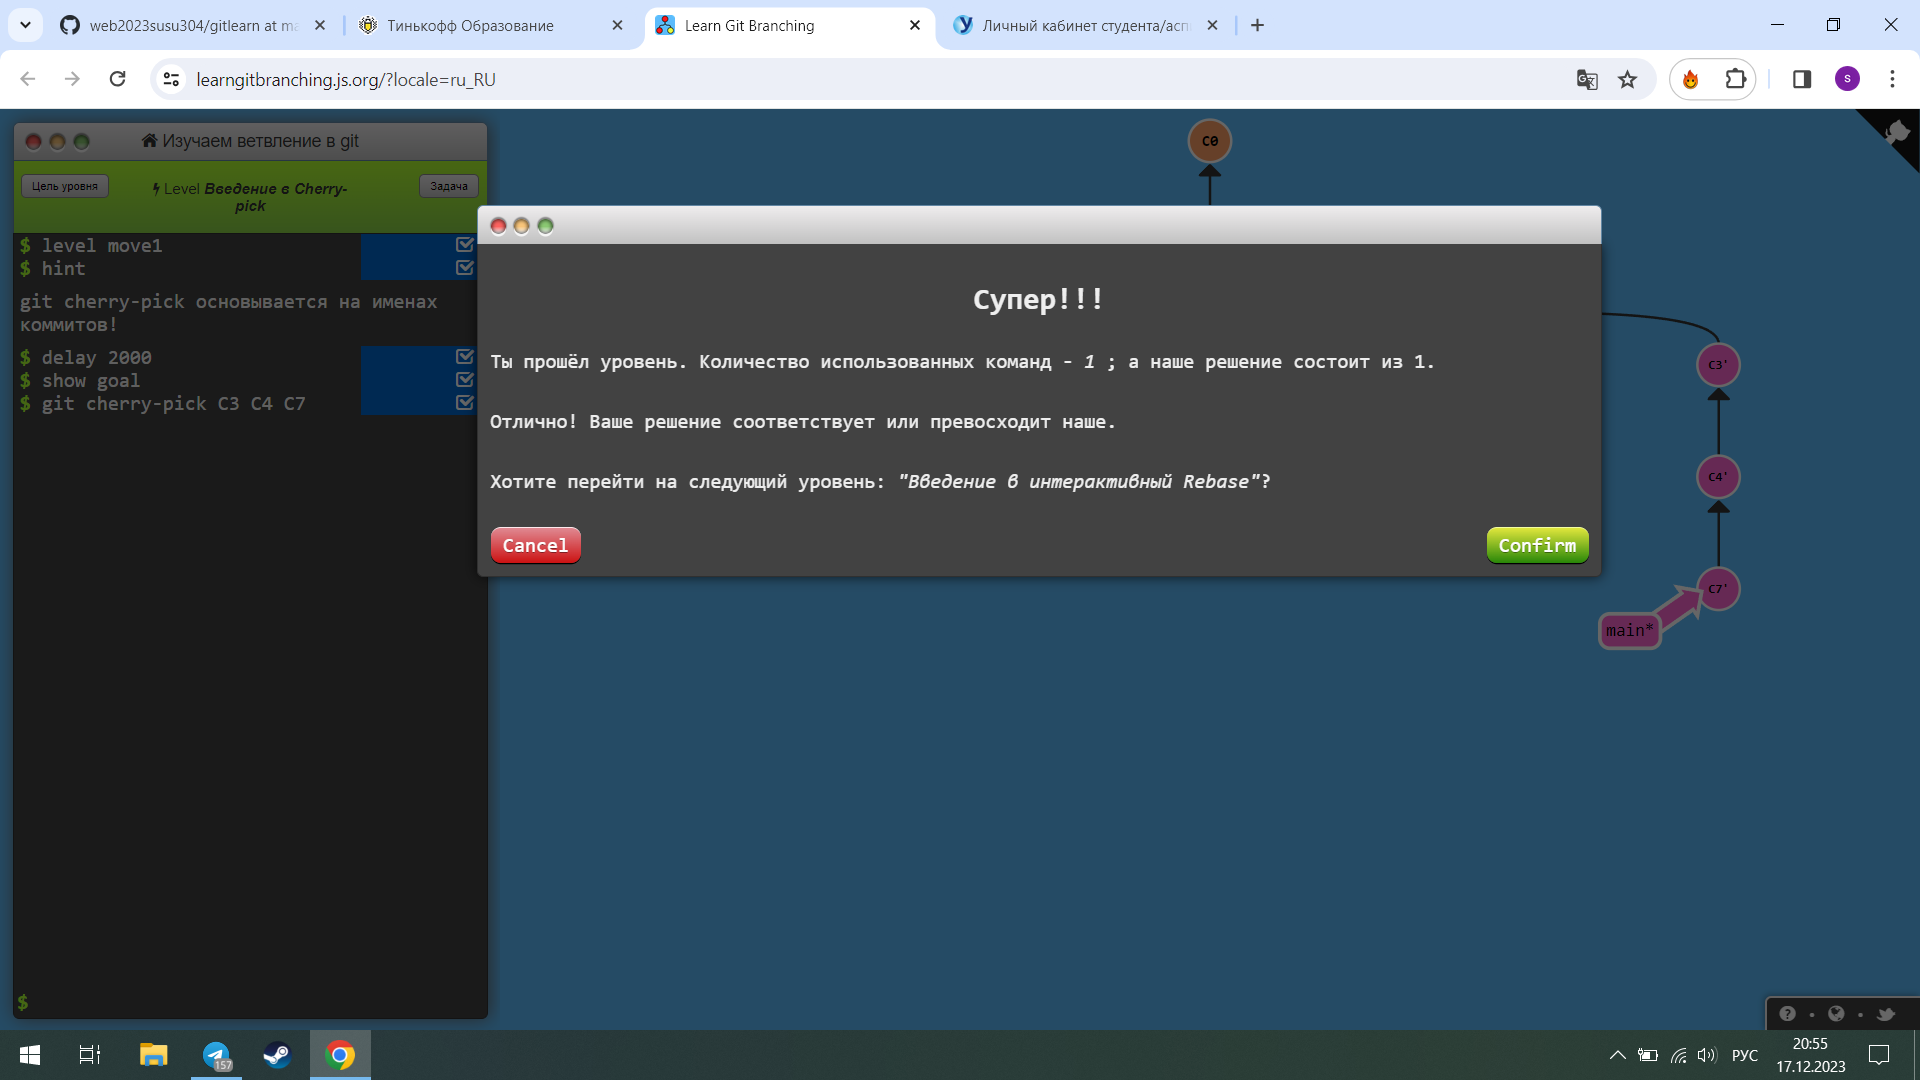 web2023susu304/gitlearn at ma
Тинькофф Образование
Learn Git Branching
Личный кабинет студента/асп
learngitbranching.js.org/?locale=ru_RU
S
Изучаем ветвление в git
Цель уровня
Level Введение в Cherry-
pick
Задача
$ level move1
$ hint
git cherry-pick основывается на именах
коммитов!
$ delay 2000
$ show goal
$ git cherry-pick C3 C4 C7
$
C0
Супер!!!
Ты прошёл уровень. Количество использованных команд - 1 ; а наше решение состоит из 1.
Отлично! Ваше решение соответствует или превосходит наше.
Хотите перейти на следующий уровень: "Введение в интерактивный Rebase"?
Cancel
Confirm
C3'
C4'
C7'
main*
157
РУС
20:55
17.12.2023